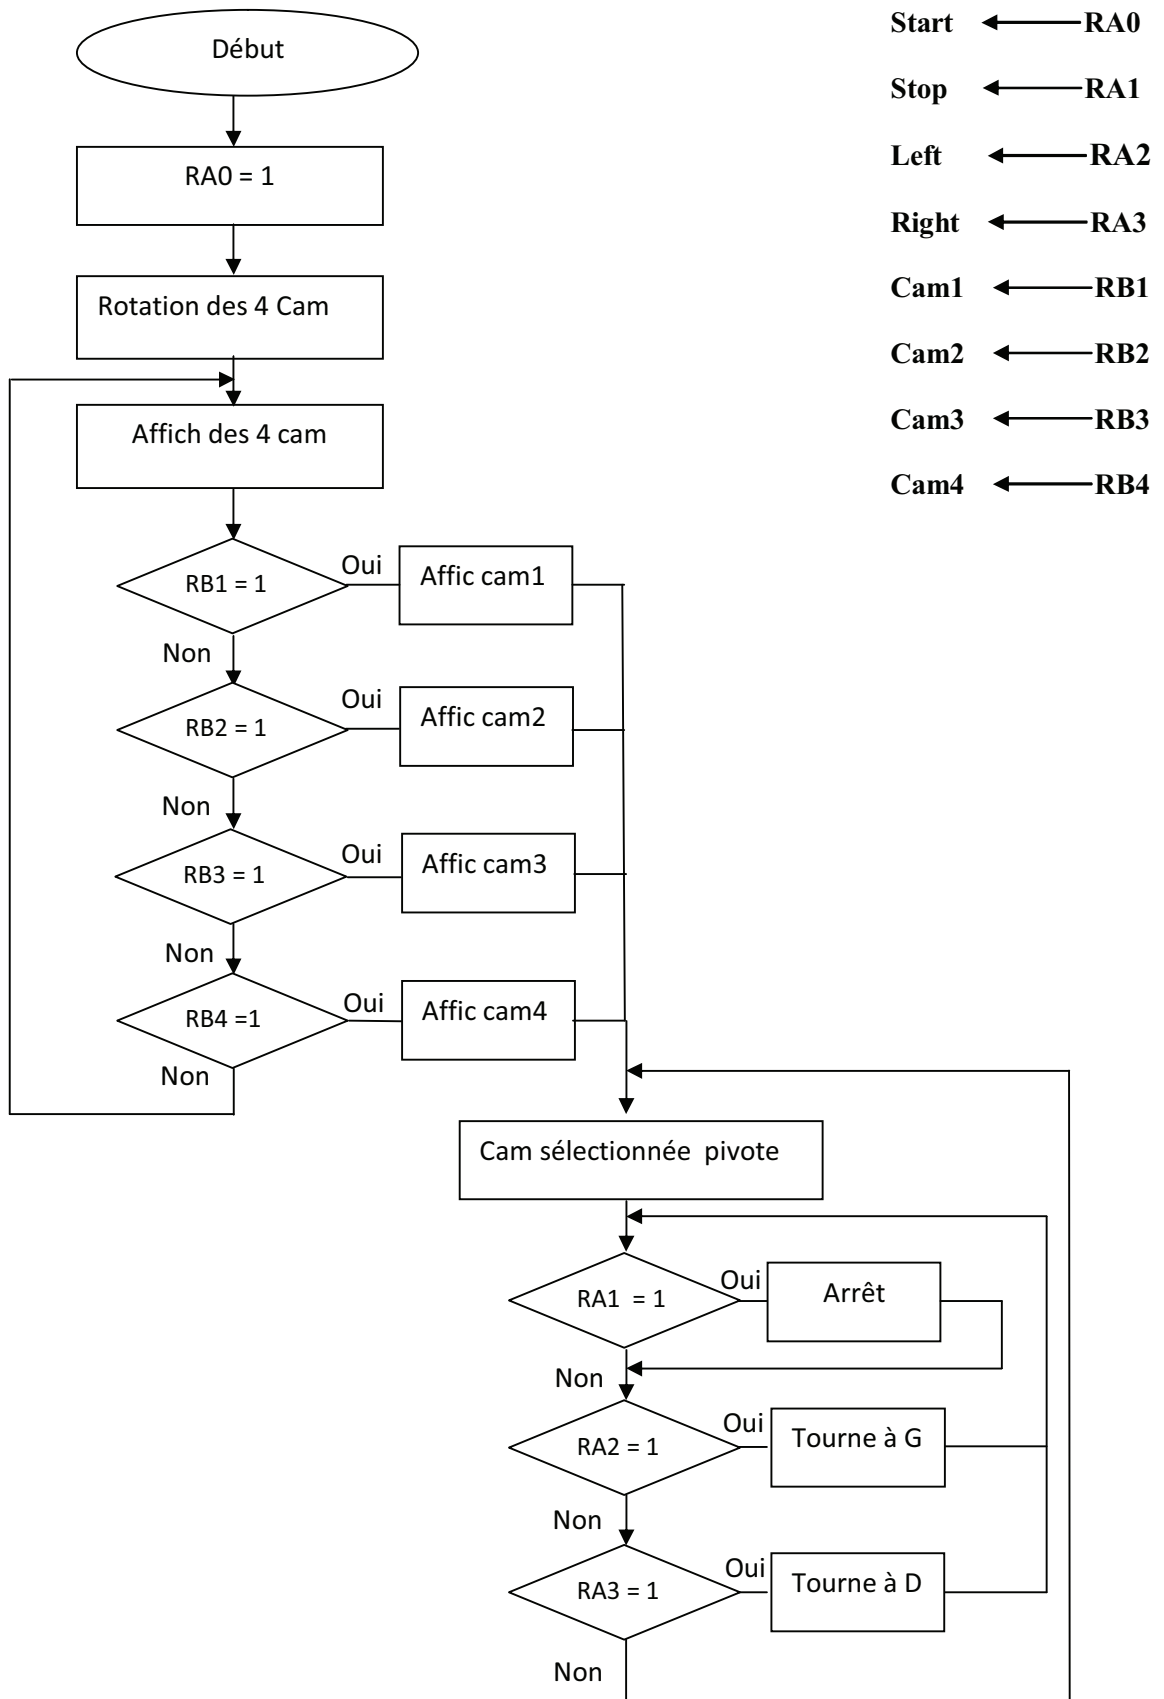 Début
RA0 = 1
Rotation des 4 Cam
Affich des 4 cam
RB1 = 1
Oui
Affic cam1
Non
RB2 = 1
Oui
Affic cam2
Non
RB3 = 1
Oui
Affic cam3
Non
RB4 =1
Oui
Affic cam4
Non
Cam sélectionnée pivote
RA1 = 1
Oui
Arrêt
Non
RA2 = 1
Oui
Tourne à G
Non
RA3 = 1
Oui
Tourne à D
Non
Start RA0
Stop RA1
Left RA2
Right RA3
Cam1 RB1
Cam2 RB2
Cam3 RB3
Cam4 RB4